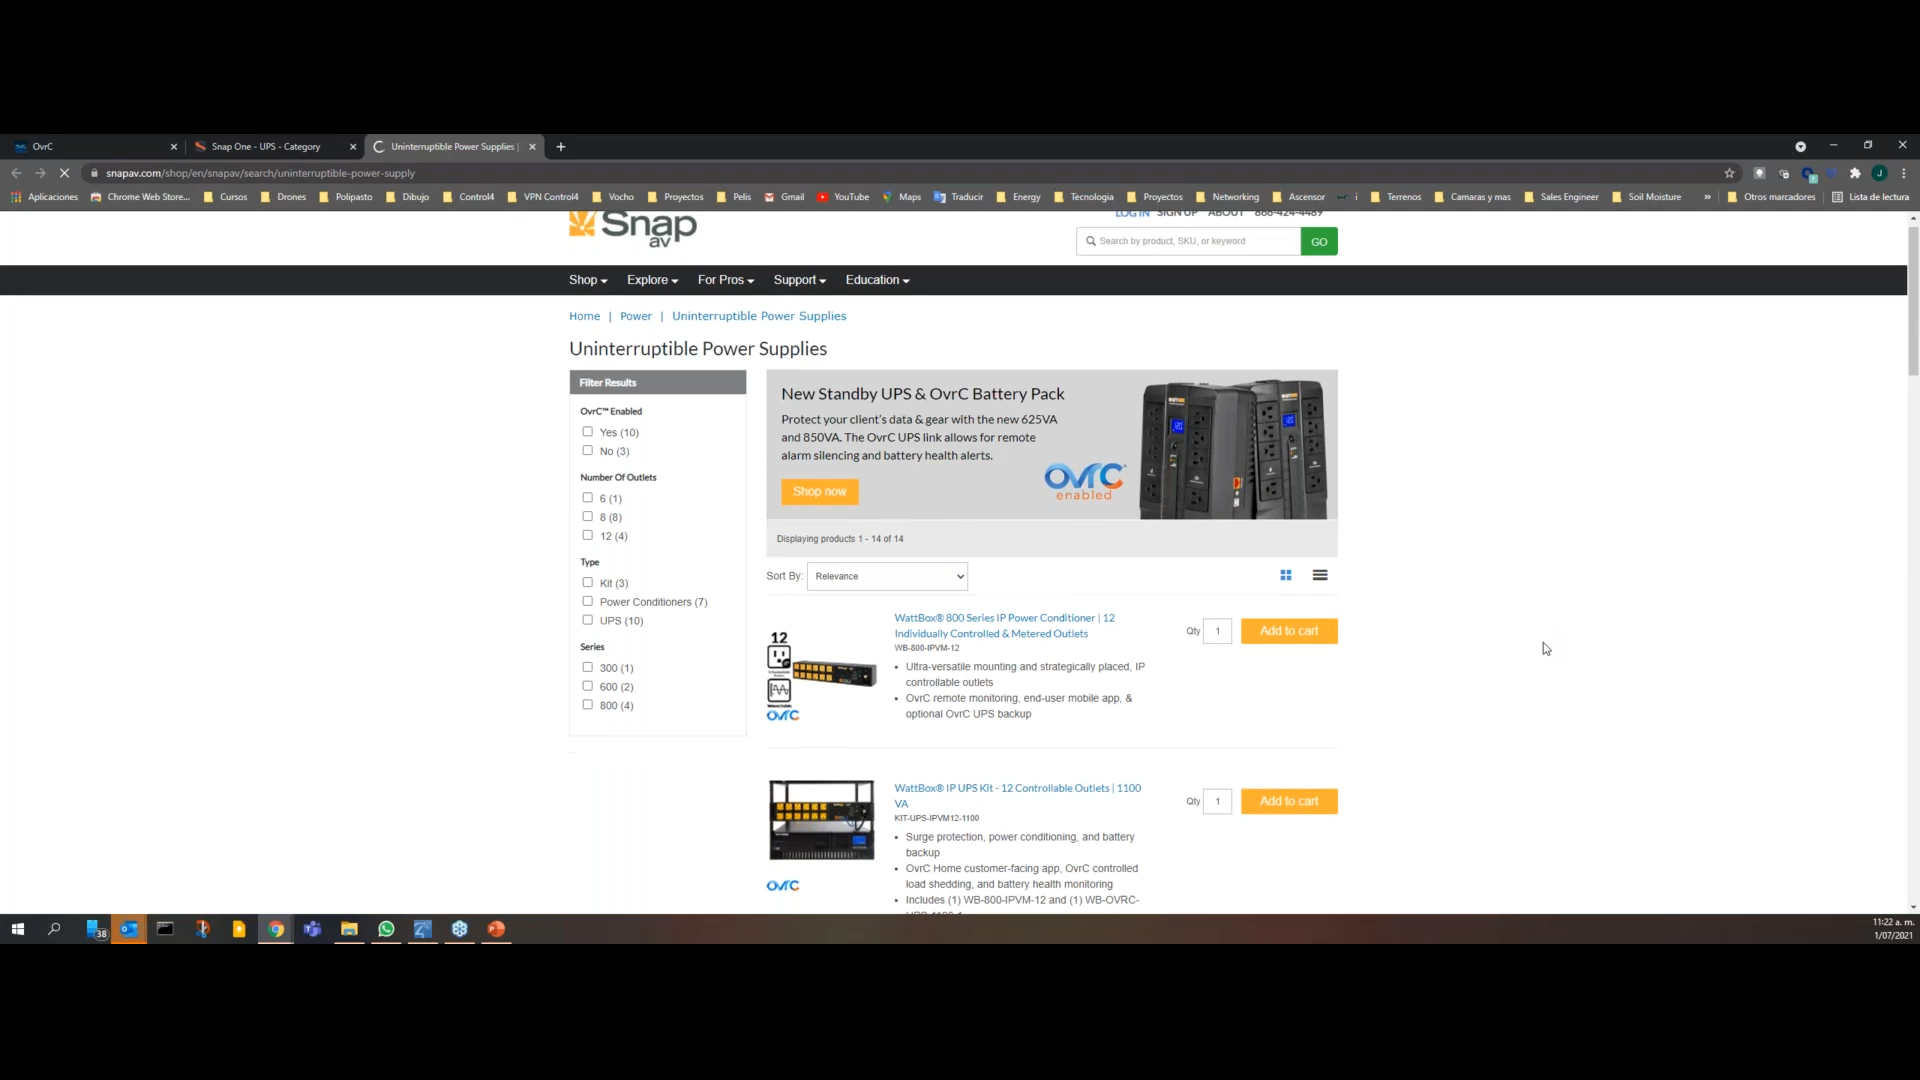 OvrC
Snap One - UPS - Category
Uninterruptible Power Supplies |
snapav.com/shop/en/snapav/search/uninterruptible-power-supply
Aplicaciones Chrome Web Store... Cursos Drones Polipasto Dibujo Control4 VPN Control4 Vocho Proyectos Pelis Gmail YouTube Maps Traducir Energy Tecnologia Proyectos Networking Ascensor i Terrenos Camaras y mas Sales Engineer Soil Moisture » Otros marcadores Lista de lectura
LOG IN SIGN UP ABOUT 866-424-4489
Snap
av
Search by product, SKU, or keyword GO
Shop Explore For Pros Support Education
Home | Power | Uninterruptible Power Supplies
Uninterruptible Power Supplies
Filter Results
OvrC™ Enabled
Yes (10)
No (3)
Number Of Outlets
6 (1)
8 (8)
12 (4)
Type
Kit (3)
Power Conditioners (7)
UPS (10)
Series
300 (1)
600 (2)
800 (4)
New Standby UPS & OvrC Battery Pack
Protect your client's data & gear with the new 625VA
and 850VA. The OvrC UPS link allows for remote
alarm silencing and battery health alerts.
Shop now
OvrC
enabled
Displaying products 1 - 14 of 14
Sort By: Relevance
12
OvrC
WattBox® 800 Series IP Power Conditioner | 12
Individually Controlled & Metered Outlets
WB-800-IPVM-12
• Ultra-versatile mounting and strategically placed, IP
controllable outlets
• OvrC remote monitoring, end-user mobile app, &
optional OvrC UPS backup
Qty 1 Add to cart
OvrC
WattBox® IP UPS Kit - 12 Controllable Outlets | 1100
VA
KIT-UPS-IPVM12-1100
• Surge protection, power conditioning, and battery
backup
• OvrC Home customer-facing app, OvrC controlled
load shedding, and battery health monitoring
• Includes (1) WB-800-IPVM-12 and (1) WB-OVRC-
UPS-1100-1
Qty 1 Add to cart
38
11:22 a. m.
1/07/2021